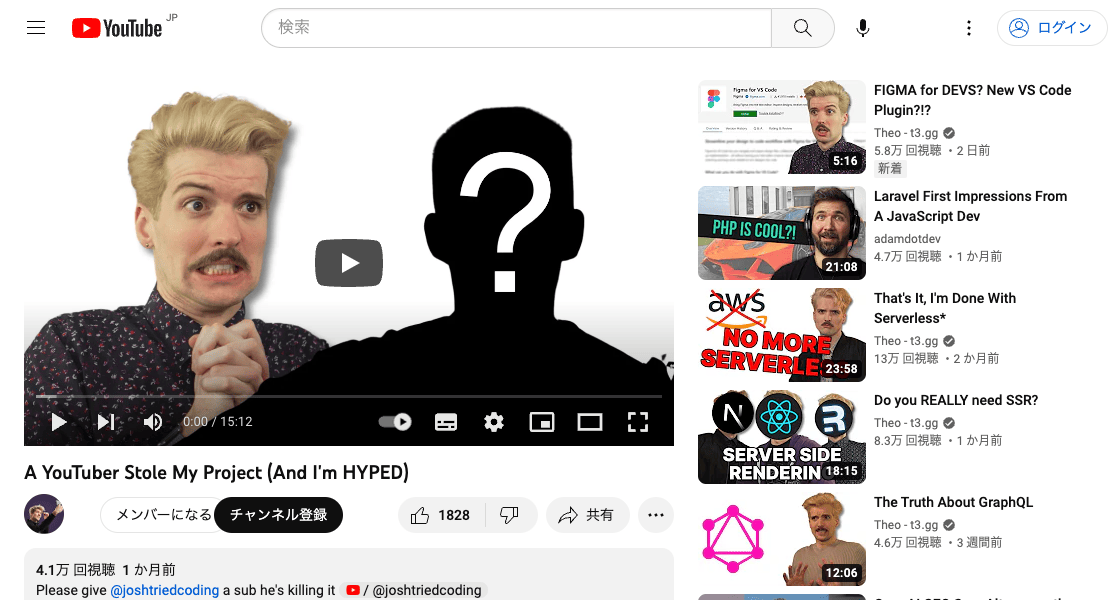 YouTube JP
検索
ログイン
?
0:00 / 15:12
A YouTuber Stole My Project (And I'm HYPED)
メンバーになる
チャンネル登録
1828
共有
4.1万 回視聴 1 か月前
Please give @joshtriedcoding a sub he's killing it / @joshtriedcoding
Figma for VS Code
5:16
FIGMA for DEVS? New VS Code
Plugin?!?
Theo - t3.gg
5.8万 回視聴 ・2 日前
新着
PHP IS COOL?!
21:08
Laravel First Impressions From
A JavaScript Dev
adamdotdev
4.7万 回視聴 ・1 か月前
aws
NO MORE
SERVERLE
23:58
That's It, I'm Done With
Serverless*
Theo - t3.gg
13万 回視聴 ・2 か月前
N
R
SERVER SIDE
RENDERIN
18:15
Do you REALLY need SSR?
Theo - t3.gg
8.3万 回視聴 ・1 か月前
12:06
The Truth About GraphQL
Theo - t3.gg
4.6万 回視聴 ・3 週間前